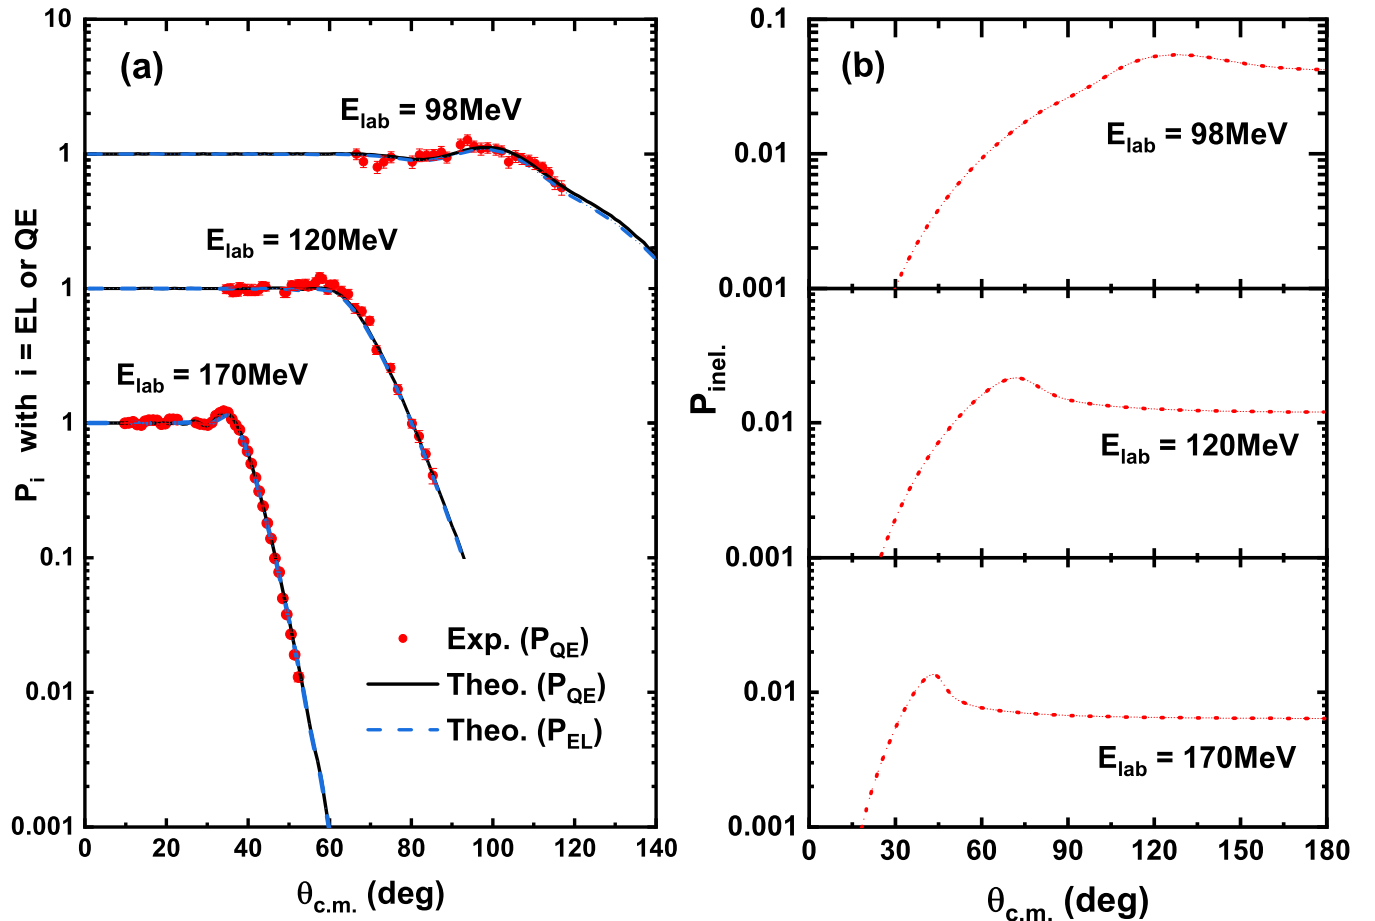 (a)
E_lab = 98MeV
E_lab = 120MeV
E_lab = 170MeV
Exp. (P_QE)
Theo. (P_QE)
Theo. (P_EL)
10
1
1
1
0.1
0.01
0.001
0 20 40 60 80 100 120 140
θ_c.m. (deg)
P_i with i = EL or QE
(b)
E_lab = 98MeV
E_lab = 120MeV
E_lab = 170MeV
0.1
0.01
0.001
0.01
0.001
0.01
0.001
0 30 60 90 120 150 180
θ_c.m. (deg)
P_inel.